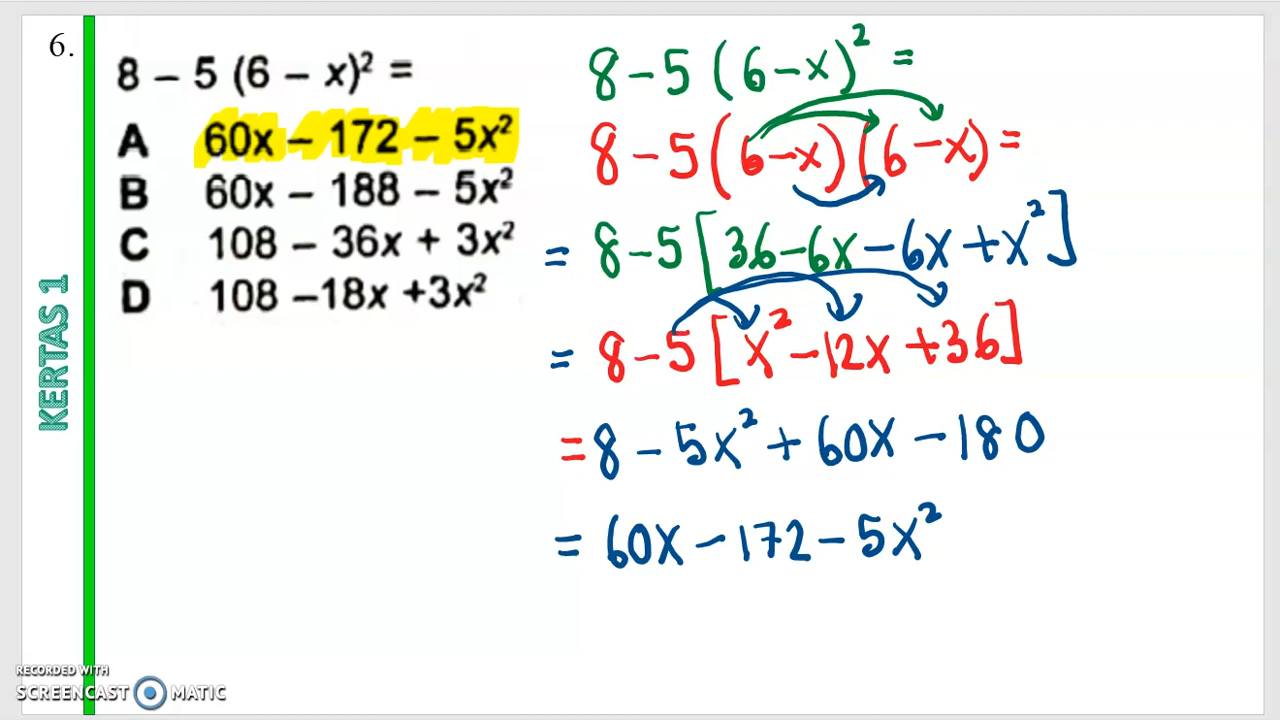 6.
8 – 5 (6 – x)² =
A 60x – 172 – 5x²
B 60x – 188 – 5x²
C 108 – 36x + 3x²
D 108 –18x +3x²
KERTAS 1
8 – 5 (6 – x)² =
8 – 5 (6 – x) (6 – x) =
= 8 – 5 [36 – 6x – 6x + x²]
= 8 – 5 [x² – 12x + 36]
= 8 – 5x² + 60x – 180
= 60x – 172 – 5x²
RECORDED WITH
SCREENCAST MATIC